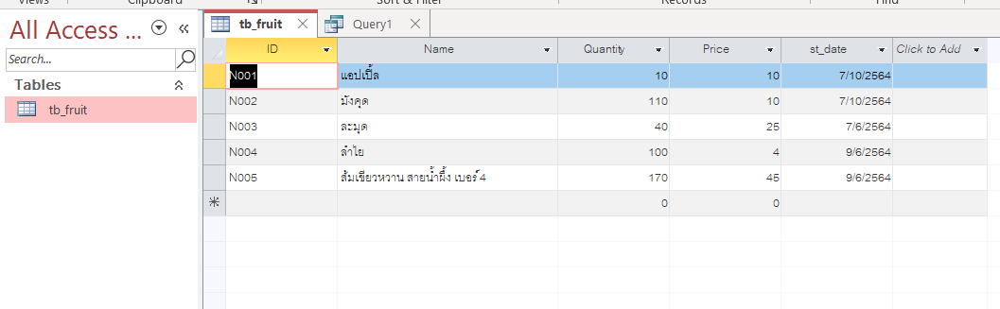 Views Clipboard Sort & Filter Records Find
All Access ...
Search...
Tables
tb_fruit
tb_fruit Query1
ID Name Quantity Price st_date Click to Add
N001 แอปเปิ้ล 10 10 7/10/2564
N002 มังคุด 110 10 7/10/2564
N003 ละมุด 40 25 7/6/2564
N004 ลำไย 100 4 9/6/2564
N005 ส้มเขียวหวาน สายน้ำผึ้ง เบอร์4 170 45 9/6/2564
0 0